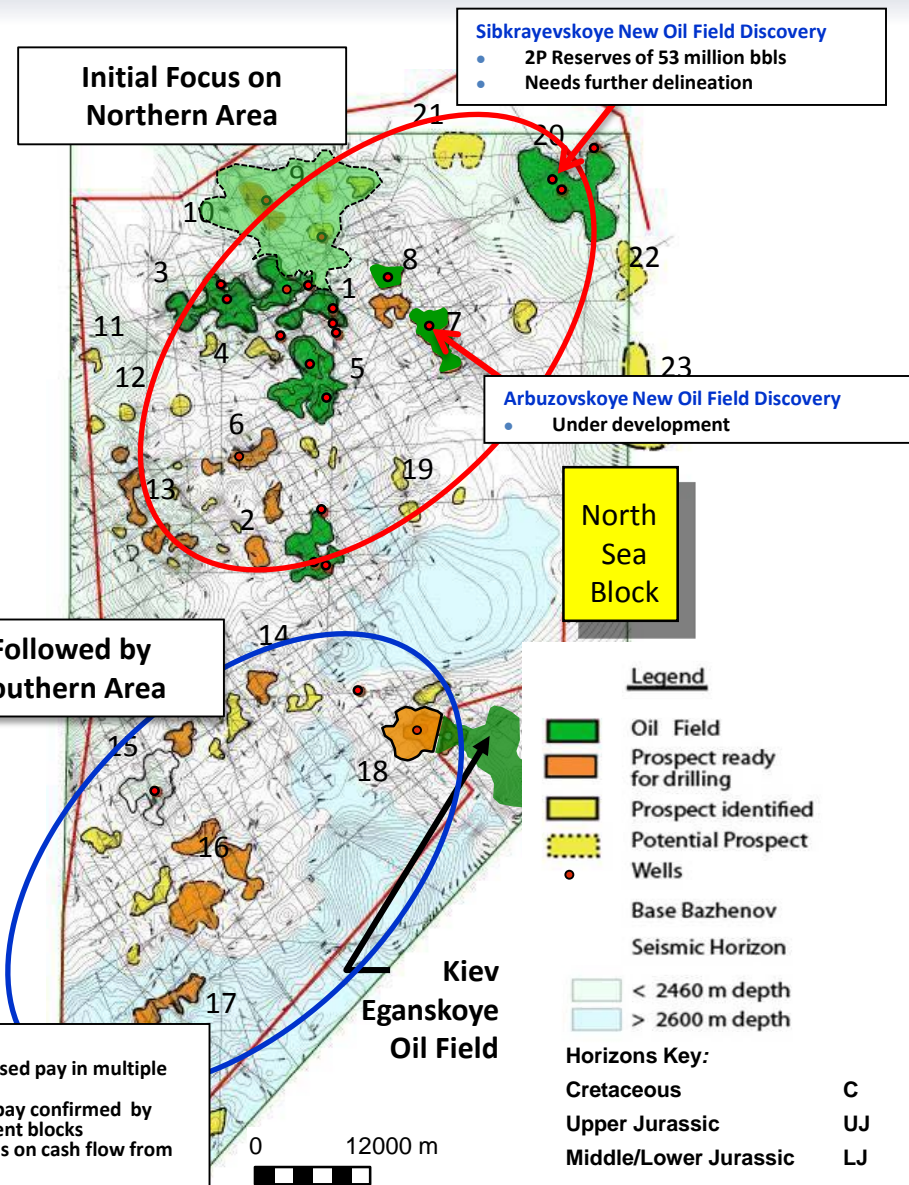 Sibkrayevskoye New Oil Field Discovery
• 2P Reserves of 53 million bbls
• Needs further delineation
Initial Focus on
Northern Area
21
20
9
10
22
8
3
1
7
11
4
23
5
12
Arbuzovskoye New Oil Field Discovery
• Under development
6
19
13
2
North
Sea
Block
14
Followed by
outhern Area
15
18
16
17
Kiev
Eganskoye
Oil Field
Legend
Oil Field
Prospect ready
for drilling
Prospect identified
Potential Prospect
Wells
Base Bazhenov
Seismic Horizon
< 2460 m depth
> 2600 m depth
Horizons Key:
Cretaceous C
Upper Jurassic UJ
Middle/Lower Jurassic LJ
sed pay in multiple
pay confirmed by
ent blocks
s on cash flow from
0 12000 m